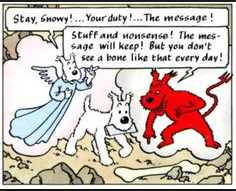 Stay, Snowy!...Your duty!...The message!
Stuff and nonsense! The mes-
sage will keep! But you don't
see a bone like that every day!